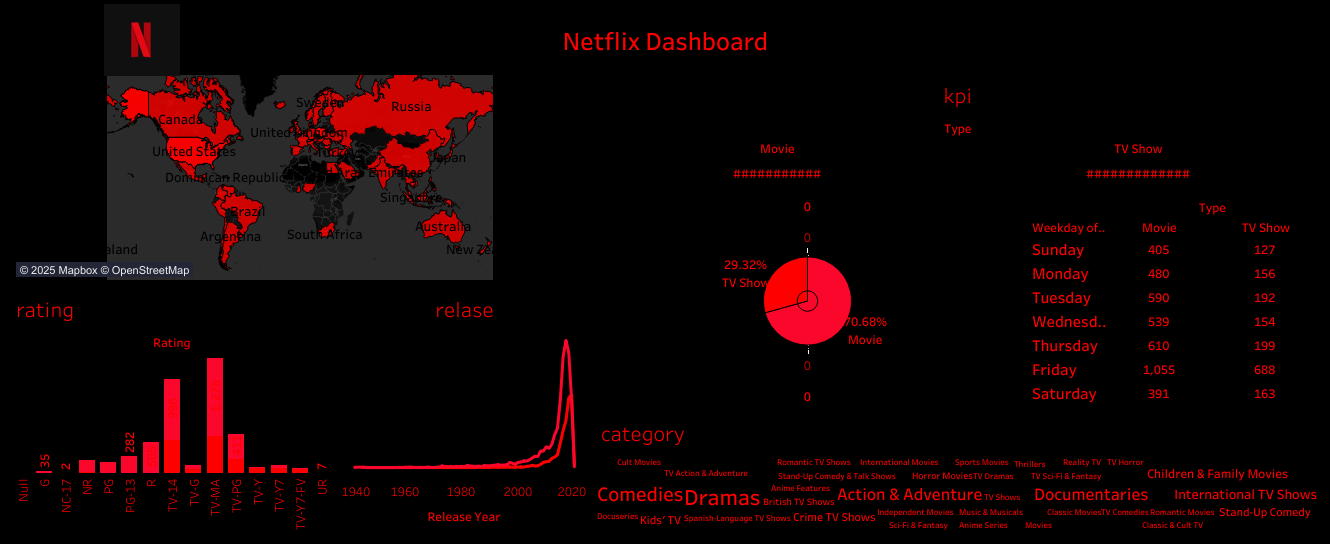 N
Netflix Dashboard
Sweden
Russia
Canada
United Kingdom
United States
Japan
Dominican Republic
Arab Emirates
Singapore
Brazil
Australia
Argentina
South Africa
eland
New Zea
© 2025 Mapbox © OpenStreetMap
kpi
Type
Movie TV Show
########### #############
0
0
29.32%
TV Show
70.68%
Movie
0
0
Type
Weekday of.. Movie TV Show
Sunday 405 127
Monday 480 156
Tuesday 590 192
Wednesd.. 539 154
Thursday 610 199
Friday 1,055 688
Saturday 391 163
rating
Rating
35
2
282
7
Null
G
NC-17
NR
PG
PG-13
R
TV-14
TV-G
TV-MA
TV-PG
TV-Y
TV-Y7
TV-Y7-FV
UR
relase
1940 1960 1980 2000 2020
Release Year
category
Cult Movies Romantic TV Shows International Movies Sports Movies Thrillers Reality TV TV Horror
TV Action & Adventure Stand-Up Comedy & Talk Shows Horror Movies TV Dramas TV Sci-Fi & Fantasy Children & Family Movies
Comedies Dramas Anime Features British TV Shows Action & Adventure TV Shows Documentaries International TV Shows
Docuseries Kids' TV Spanish-Language TV Shows Crime TV Shows Independent Movies Music & Musicals Classic Movies TV Comedies Romantic Movies Stand-Up Comedy
Sci-Fi & Fantasy Anime Series Movies Classic & Cult TV